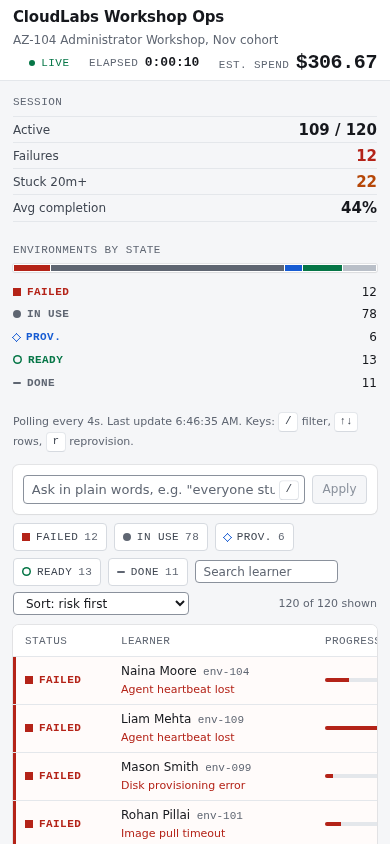 CloudLabs Workshop Ops
AZ-104 Administrator Workshop, Nov cohort
LIVE ELAPSED 0:00:10 EST. SPEND $306.67
SESSION
Active 109 / 120
Failures 12
Stuck 20m+ 22
Avg completion 44%
ENVIRONMENTS BY STATE
FAILED 12
IN USE 78
PROV. 6
READY 13
DONE 11
Polling every 4s. Last update 6:46:35 AM. Keys: / filter, ↑↓
rows, r reprovision.
Ask in plain words, e.g. "everyone stu / Apply
FAILED 12 IN USE 78 PROV. 6
READY 13 DONE 11 Search learner
Sort: risk first 120 of 120 shown
STATUS LEARNER PROGRESS
FAILED Naina Moore env-104
Agent heartbeat lost
FAILED Liam Mehta env-109
Agent heartbeat lost
FAILED Mason Smith env-099
Disk provisioning error
FAILED Rohan Pillai env-101
Image pull timeout